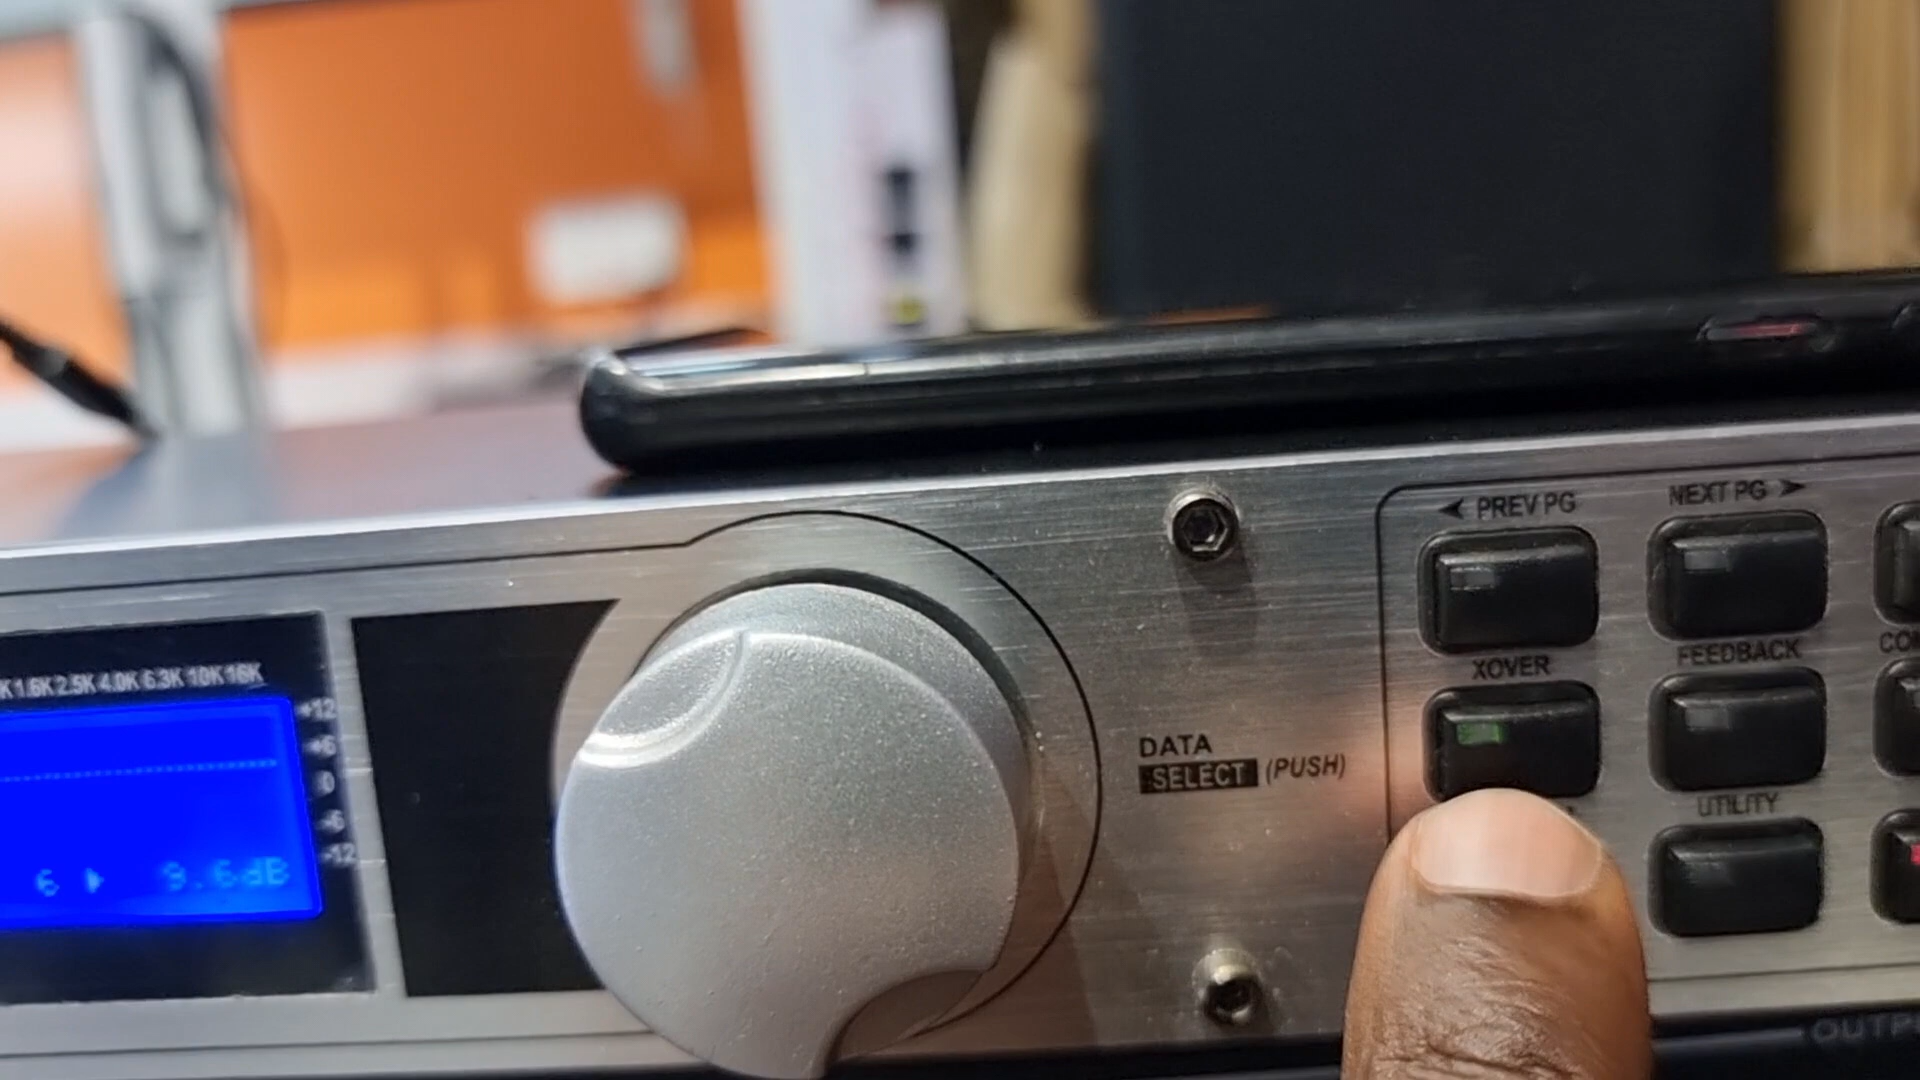 1.6K 2.5K 4.0K 6.3K 10K 16K
+12
+6
0
-6
-12
6 9.6dB
DATA
SELECT (PUSH)
PREV PG
NEXT PG
XOVER
FEEDBACK
UTILITY